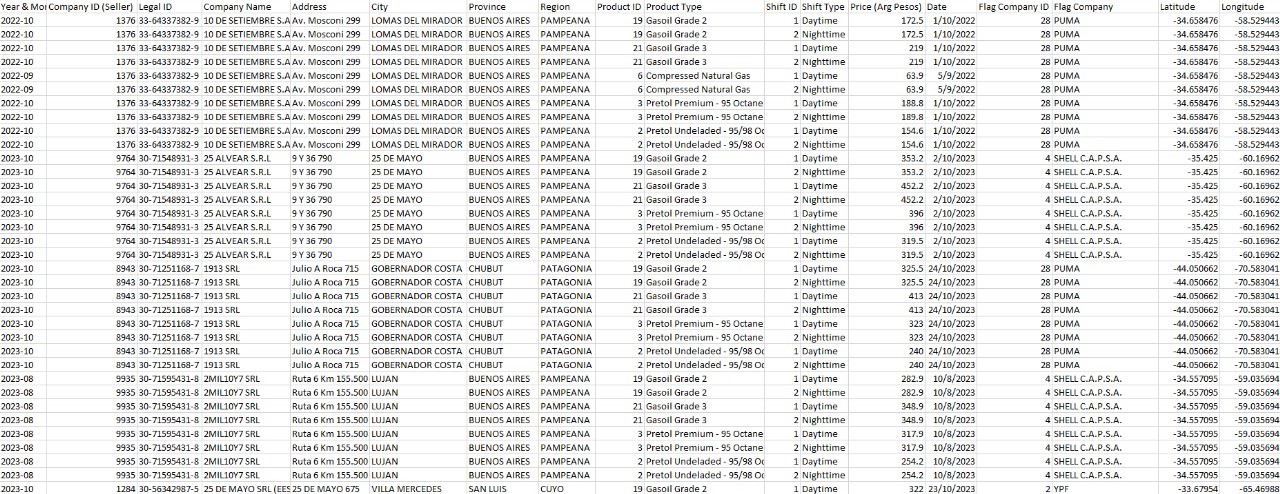 Year & Mo Company ID (Seller) Legal ID Company Name Address City Province Region Product ID Product Type Shift ID Shift Type Price (Arg Pesos) Date Flag Company ID Flag Company Latitude Longitude
2022-10 1376 33-64337382-9 10 DE SETIEMBRE S.A Av. Mosconi 299 LOMAS DEL MIRADOR BUENOS AIRES PAMPEANA 19 Gasoil Grade 2 1 Daytime 172.5 1/10/2022 28 PUMA -34.658476 -58.529443
2022-10 1376 33-64337382-9 10 DE SETIEMBRE S.A Av. Mosconi 299 LOMAS DEL MIRADOR BUENOS AIRES PAMPEANA 19 Gasoil Grade 2 2 Nighttime 172.5 1/10/2022 28 PUMA -34.658476 -58.529443
2022-10 1376 33-64337382-9 10 DE SETIEMBRE S.A Av. Mosconi 299 LOMAS DEL MIRADOR BUENOS AIRES PAMPEANA 21 Gasoil Grade 3 1 Daytime 219 1/10/2022 28 PUMA -34.658476 -58.529443
2022-10 1376 33-64337382-9 10 DE SETIEMBRE S.A Av. Mosconi 299 LOMAS DEL MIRADOR BUENOS AIRES PAMPEANA 21 Gasoil Grade 3 2 Nighttime 219 1/10/2022 28 PUMA -34.658476 -58.529443
2022-09 1376 33-64337382-9 10 DE SETIEMBRE S.A Av. Mosconi 299 LOMAS DEL MIRADOR BUENOS AIRES PAMPEANA 6 Compressed Natural Gas 1 Daytime 63.9 5/9/2022 28 PUMA -34.658476 -58.529443
2022-09 1376 33-64337382-9 10 DE SETIEMBRE S.A Av. Mosconi 299 LOMAS DEL MIRADOR BUENOS AIRES PAMPEANA 6 Compressed Natural Gas 2 Nighttime 63.9 5/9/2022 28 PUMA -34.658476 -58.529443
2022-10 1376 33-64337382-9 10 DE SETIEMBRE S.A Av. Mosconi 299 LOMAS DEL MIRADOR BUENOS AIRES PAMPEANA 3 Pretol Premium - 95 Octane 1 Daytime 188.8 1/10/2022 28 PUMA -34.658476 -58.529443
2022-10 1376 33-64337382-9 10 DE SETIEMBRE S.A Av. Mosconi 299 LOMAS DEL MIRADOR BUENOS AIRES PAMPEANA 3 Pretol Premium - 95 Octane 2 Nighttime 189.8 1/10/2022 28 PUMA -34.658476 -58.529443
2022-10 1376 33-64337382-9 10 DE SETIEMBRE S.A Av. Mosconi 299 LOMAS DEL MIRADOR BUENOS AIRES PAMPEANA 2 Pretol Undeladed - 95/98 Oc 1 Daytime 154.6 1/10/2022 28 PUMA -34.658476 -58.529443
2022-10 1376 33-64337382-9 10 DE SETIEMBRE S.A Av. Mosconi 299 LOMAS DEL MIRADOR BUENOS AIRES PAMPEANA 2 Pretol Undeladed - 95/98 Oc 2 Nighttime 154.6 1/10/2022 28 PUMA -34.658476 -58.529443
2023-10 9764 30-71548931-3 25 ALVEAR S.R.L 9 Y 36 790 25 DE MAYO BUENOS AIRES PAMPEANA 19 Gasoil Grade 2 1 Daytime 353.2 2/10/2023 4 SHELL C.A.P.S.A. -35.425 -60.16962
2023-10 9764 30-71548931-3 25 ALVEAR S.R.L 9 Y 36 790 25 DE MAYO BUENOS AIRES PAMPEANA 19 Gasoil Grade 2 2 Nighttime 353.2 2/10/2023 4 SHELL C.A.P.S.A. -35.425 -60.16962
2023-10 9764 30-71548931-3 25 ALVEAR S.R.L 9 Y 36 790 25 DE MAYO BUENOS AIRES PAMPEANA 21 Gasoil Grade 3 1 Daytime 452.2 2/10/2023 4 SHELL C.A.P.S.A. -35.425 -60.16962
2023-10 9764 30-71548931-3 25 ALVEAR S.R.L 9 Y 36 790 25 DE MAYO BUENOS AIRES PAMPEANA 21 Gasoil Grade 3 2 Nighttime 452.2 2/10/2023 4 SHELL C.A.P.S.A. -35.425 -60.16962
2023-10 9764 30-71548931-3 25 ALVEAR S.R.L 9 Y 36 790 25 DE MAYO BUENOS AIRES PAMPEANA 3 Pretol Premium - 95 Octane 1 Daytime 396 2/10/2023 4 SHELL C.A.P.S.A. -35.425 -60.16962
2023-10 9764 30-71548931-3 25 ALVEAR S.R.L 9 Y 36 790 25 DE MAYO BUENOS AIRES PAMPEANA 3 Pretol Premium - 95 Octane 2 Nighttime 396 2/10/2023 4 SHELL C.A.P.S.A. -35.425 -60.16962
2023-10 9764 30-71548931-3 25 ALVEAR S.R.L 9 Y 36 790 25 DE MAYO BUENOS AIRES PAMPEANA 2 Pretol Undeladed - 95/98 Oc 1 Daytime 319.5 2/10/2023 4 SHELL C.A.P.S.A. -35.425 -60.16962
2023-10 9764 30-71548931-3 25 ALVEAR S.R.L 9 Y 36 790 25 DE MAYO BUENOS AIRES PAMPEANA 2 Pretol Undeladed - 95/98 Oc 2 Nighttime 319.5 2/10/2023 4 SHELL C.A.P.S.A. -35.425 -60.16962
2023-10 8943 30-71251168-7 1913 SRL Julio A Roca 715 GOBERNADOR COSTA CHUBUT PATAGONIA 19 Gasoil Grade 2 1 Daytime 325.5 24/10/2023 28 PUMA -44.050662 -70.583041
2023-10 8943 30-71251168-7 1913 SRL Julio A Roca 715 GOBERNADOR COSTA CHUBUT PATAGONIA 19 Gasoil Grade 2 2 Nighttime 325.5 24/10/2023 28 PUMA -44.050662 -70.583041
2023-10 8943 30-71251168-7 1913 SRL Julio A Roca 715 GOBERNADOR COSTA CHUBUT PATAGONIA 21 Gasoil Grade 3 1 Daytime 413 24/10/2023 28 PUMA -44.050662 -70.583041
2023-10 8943 30-71251168-7 1913 SRL Julio A Roca 715 GOBERNADOR COSTA CHUBUT PATAGONIA 21 Gasoil Grade 3 2 Nighttime 413 24/10/2023 28 PUMA -44.050662 -70.583041
2023-10 8943 30-71251168-7 1913 SRL Julio A Roca 715 GOBERNADOR COSTA CHUBUT PATAGONIA 3 Pretol Premium - 95 Octane 1 Daytime 323 24/10/2023 28 PUMA -44.050662 -70.583041
2023-10 8943 30-71251168-7 1913 SRL Julio A Roca 715 GOBERNADOR COSTA CHUBUT PATAGONIA 3 Pretol Premium - 95 Octane 2 Nighttime 323 24/10/2023 28 PUMA -44.050662 -70.583041
2023-10 8943 30-71251168-7 1913 SRL Julio A Roca 715 GOBERNADOR COSTA CHUBUT PATAGONIA 2 Pretol Undeladed - 95/98 Oc 1 Daytime 240 24/10/2023 28 PUMA -44.050662 -70.583041
2023-10 8943 30-71251168-7 1913 SRL Julio A Roca 715 GOBERNADOR COSTA CHUBUT PATAGONIA 2 Pretol Undeladed - 95/98 Oc 2 Nighttime 240 24/10/2023 28 PUMA -44.050662 -70.583041
2023-08 9935 30-71595431-8 2MIL10Y7 SRL Ruta 6 Km 155.500 LUJAN BUENOS AIRES PAMPEANA 19 Gasoil Grade 2 1 Daytime 282.9 10/8/2023 4 SHELL C.A.P.S.A. -34.557095 -59.035694
2023-08 9935 30-71595431-8 2MIL10Y7 SRL Ruta 6 Km 155.500 LUJAN BUENOS AIRES PAMPEANA 19 Gasoil Grade 2 2 Nighttime 282.9 10/8/2023 4 SHELL C.A.P.S.A. -34.557095 -59.035694
2023-08 9935 30-71595431-8 2MIL10Y7 SRL Ruta 6 Km 155.500 LUJAN BUENOS AIRES PAMPEANA 21 Gasoil Grade 3 1 Daytime 348.9 10/8/2023 4 SHELL C.A.P.S.A. -34.557095 -59.035694
2023-08 9935 30-71595431-8 2MIL10Y7 SRL Ruta 6 Km 155.500 LUJAN BUENOS AIRES PAMPEANA 21 Gasoil Grade 3 2 Nighttime 348.9 10/8/2023 4 SHELL C.A.P.S.A. -34.557095 -59.035694
2023-08 9935 30-71595431-8 2MIL10Y7 SRL Ruta 6 Km 155.500 LUJAN BUENOS AIRES PAMPEANA 3 Pretol Premium - 95 Octane 1 Daytime 317.9 10/8/2023 4 SHELL C.A.P.S.A. -34.557095 -59.035694
2023-08 9935 30-71595431-8 2MIL10Y7 SRL Ruta 6 Km 155.500 LUJAN BUENOS AIRES PAMPEANA 3 Pretol Premium - 95 Octane 2 Nighttime 317.9 10/8/2023 4 SHELL C.A.P.S.A. -34.557095 -59.035694
2023-08 9935 30-71595431-8 2MIL10Y7 SRL Ruta 6 Km 155.500 LUJAN BUENOS AIRES PAMPEANA 2 Pretol Undeladed - 95/98 Oc 1 Daytime 254.2 10/8/2023 4 SHELL C.A.P.S.A. -34.557095 -59.035694
2023-08 9935 30-71595431-8 2MIL10Y7 SRL Ruta 6 Km 155.500 LUJAN BUENOS AIRES PAMPEANA 2 Pretol Undeladed - 95/98 Oc 2 Nighttime 254.2 10/8/2023 4 SHELL C.A.P.S.A. -34.557095 -59.035694
2023-10 1284 30-56342987-5 25 DE MAYO SRL (EES 25 DE MAYO 675 VILLA MERCEDES SAN LUIS CUYO 19 Gasoil Grade 2 1 Daytime 322 23/10/2023 2 YPF -33.67954 -65.46988